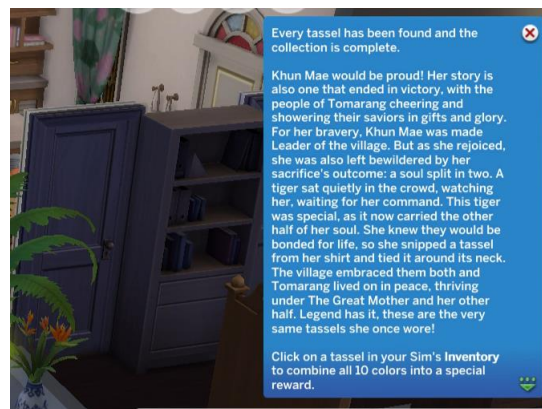 Every tassel has been found and the
collection is complete.
Khun Mae would be proud! Her story is
also one that ended in victory, with the
people of Tomarang cheering and
showering their saviors in gifts and glory.
For her bravery, Khun Mae was made
Leader of the village. But as she rejoiced,
she was also left bewildered by her
sacrifice's outcome: a soul split in two. A
tiger sat quietly in the crowd, watching
her, waiting for her command. This tiger
was special, as it now carried the other
half of her soul. She knew they would be
bonded for life, so she snipped a tassel
from her shirt and tied it around its neck.
The village embraced them both and
Tomarang lived on in peace, thriving
under The Great Mother and her other
half. Legend has it, these are the very
same tassels she once wore!
Click on a tassel in your Sim's Inventory
to combine all 10 colors into a special
reward.